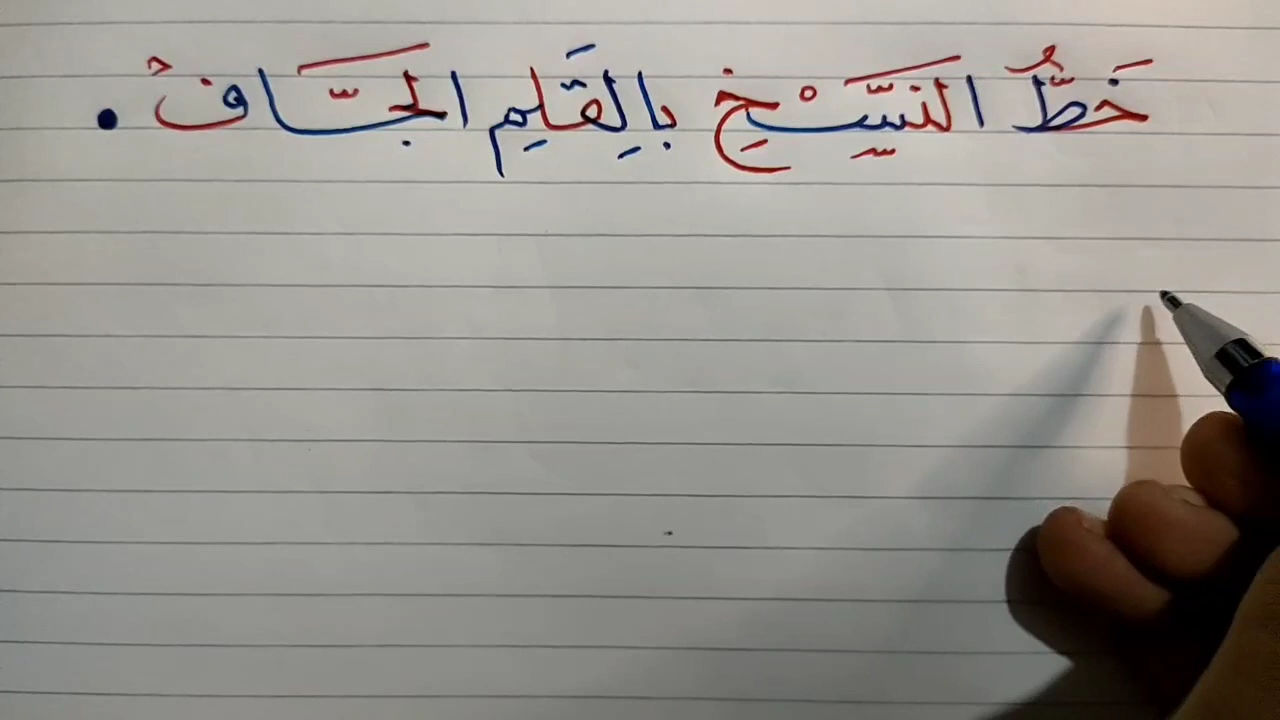 خَطُّ النَّسْخِ بِالقَلَمِ الجَّافْ .